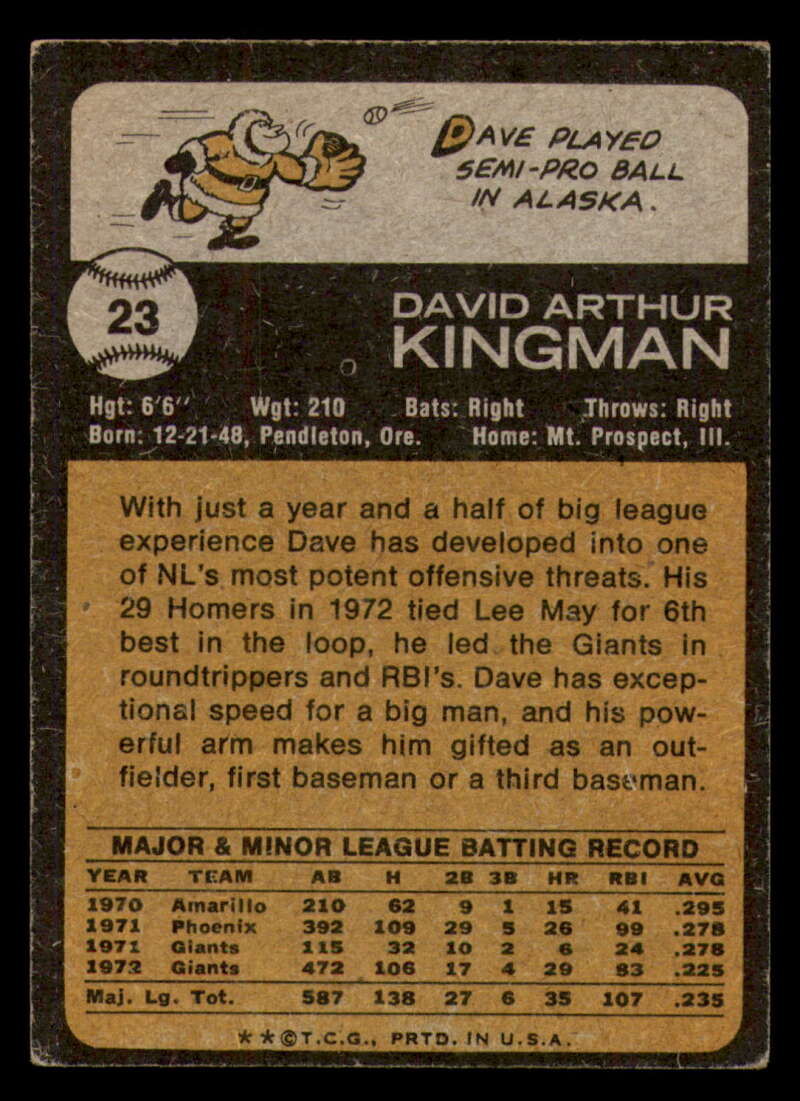 DAVE PLAYED
SEMI-PRO BALL
IN ALASKA.
23
DAVID ARTHUR
KINGMAN
Hgt: 6'6" Wgt: 210 Bats: Right Throws: Right
Born: 12-21-48, Pendleton, Ore. Home: Mt. Prospect, Ill.
With just a year and a half of big league
experience Dave has developed into one
of NL's most potent offensive threats. His
29 Homers in 1972 tied Lee May for 6th
best in the loop, he led the Giants in
roundtrippers and RBI's. Dave has excep-
tional speed for a big man, and his pow-
erful arm makes him gifted as an out-
fielder, first baseman or a third baseman.
MAJOR & MINOR LEAGUE BATTING RECORD
YEAR TEAM AB H 2B 3B HR RBI AVG
1970 Amarillo 210 62 9 1 15 41 .295
1971 Phoenix 392 109 29 5 26 99 .278
1971 Giants 115 32 10 2 6 24 .278
1972 Giants 472 106 17 4 29 83 .225
Maj. Lg. Tot. 587 138 27 6 35 107 .235
**©T.C.G., PRTD. IN U.S.A.